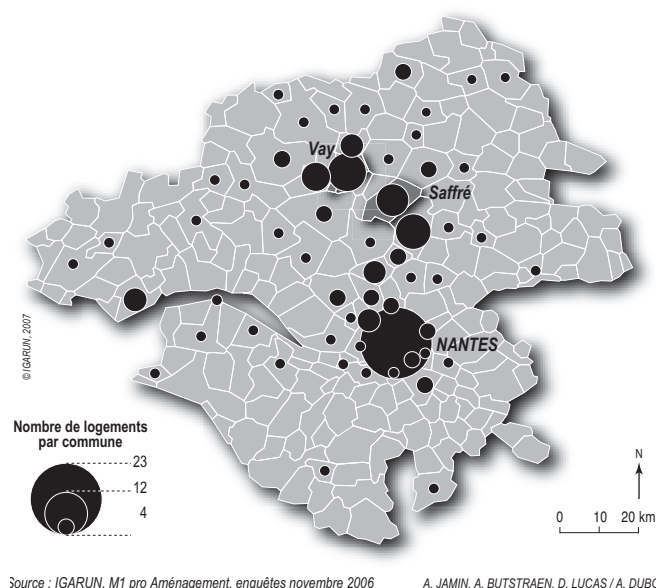 Vay
Saffré
NANTES
© IGARUN, 2007
Nombre de logements
par commune
23
12
4
N
0 10 20 km
Source : IGARUN, M1 pro Aménagement, enquêtes novembre 2006
A. JAMIN, A. BUTSTRAEN, D. LUCAS / A. DUBO